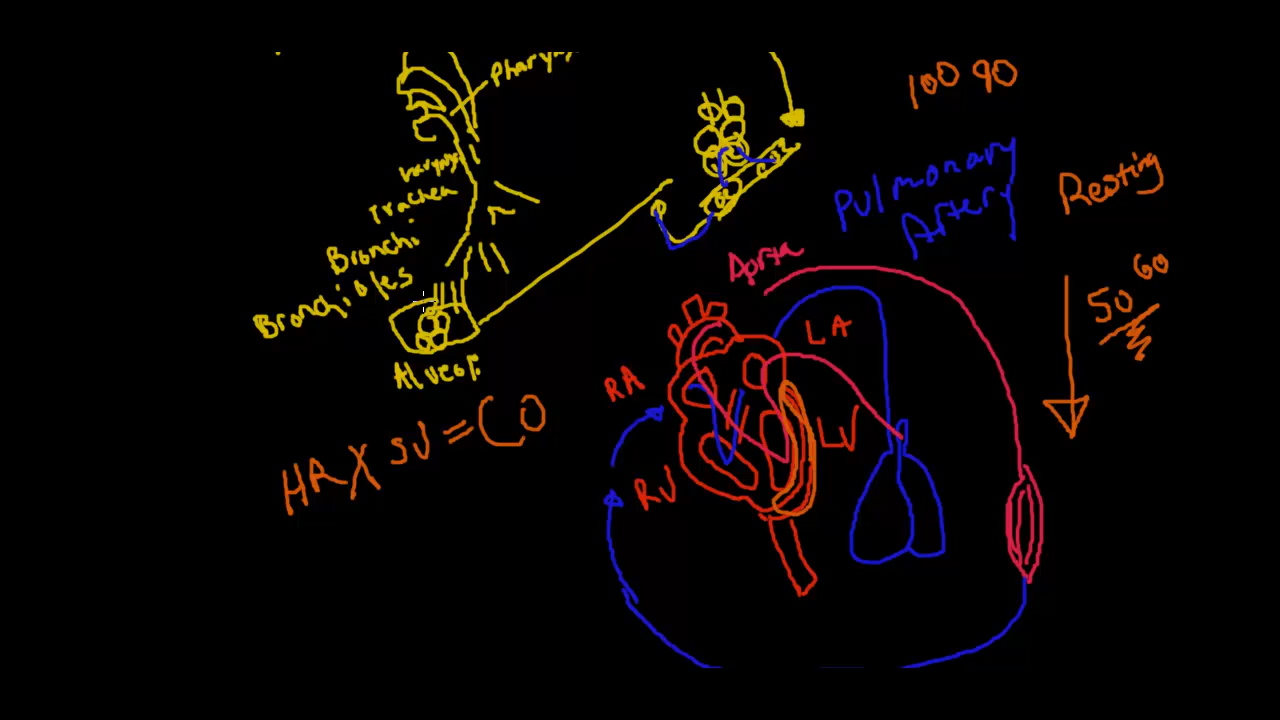 Pharyn
100 90
Larynx
Trachea
Bronchi
Bronchioles
Alveoli
Pulmonary
Artery
Resting
60
50
Aorta
LA
RA
LV
RV
HR X SV = CO